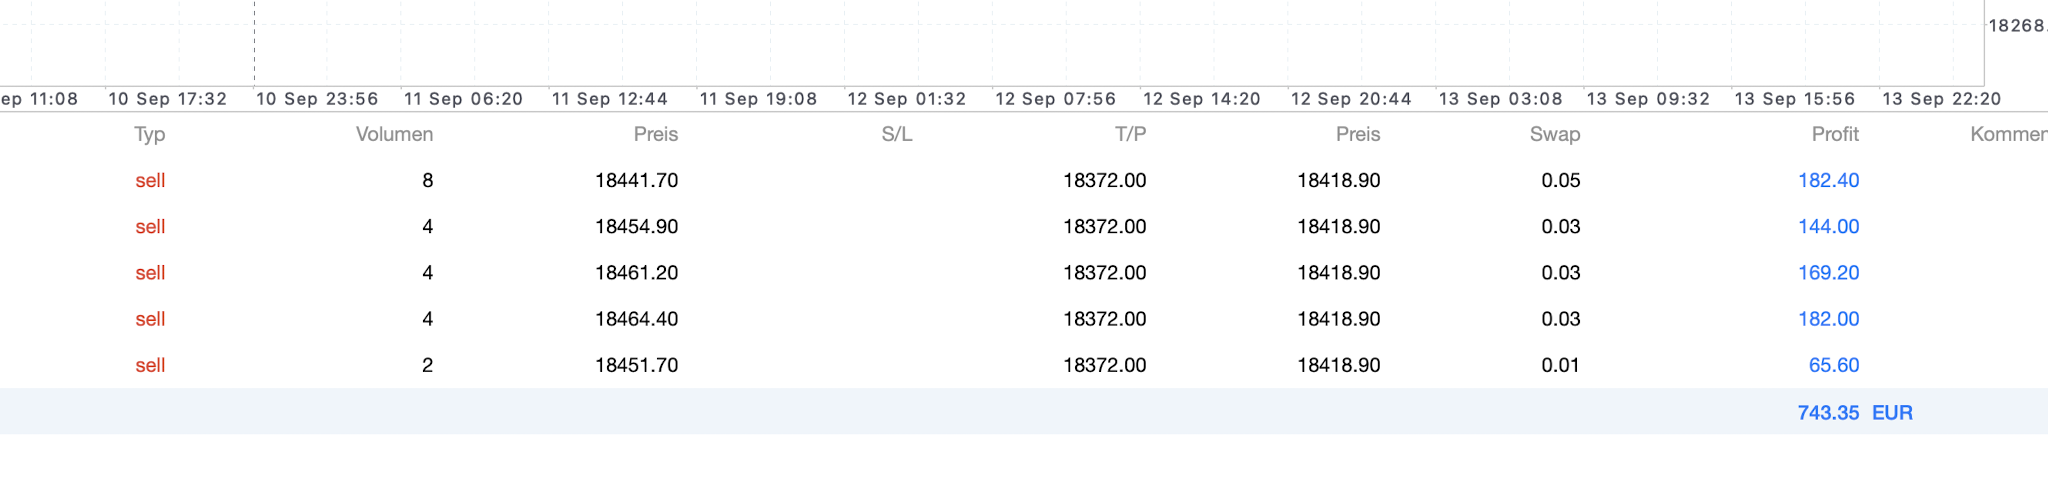 18268.
ep 11:08 10 Sep 17:32 10 Sep 23:56 11 Sep 06:20 11 Sep 12:44 11 Sep 19:08 12 Sep 01:32 12 Sep 07:56 12 Sep 14:20 12 Sep 20:44 13 Sep 03:08 13 Sep 09:32 13 Sep 15:56 13 Sep 22:20
Typ Volumen Preis S/L T/P Preis Swap Profit Kommen
sell 8 18441.70 18372.00 18418.90 0.05 182.40
sell 4 18454.90 18372.00 18418.90 0.03 144.00
sell 4 18461.20 18372.00 18418.90 0.03 169.20
sell 4 18464.40 18372.00 18418.90 0.03 182.00
sell 2 18451.70 18372.00 18418.90 0.01 65.60
743.35 EUR